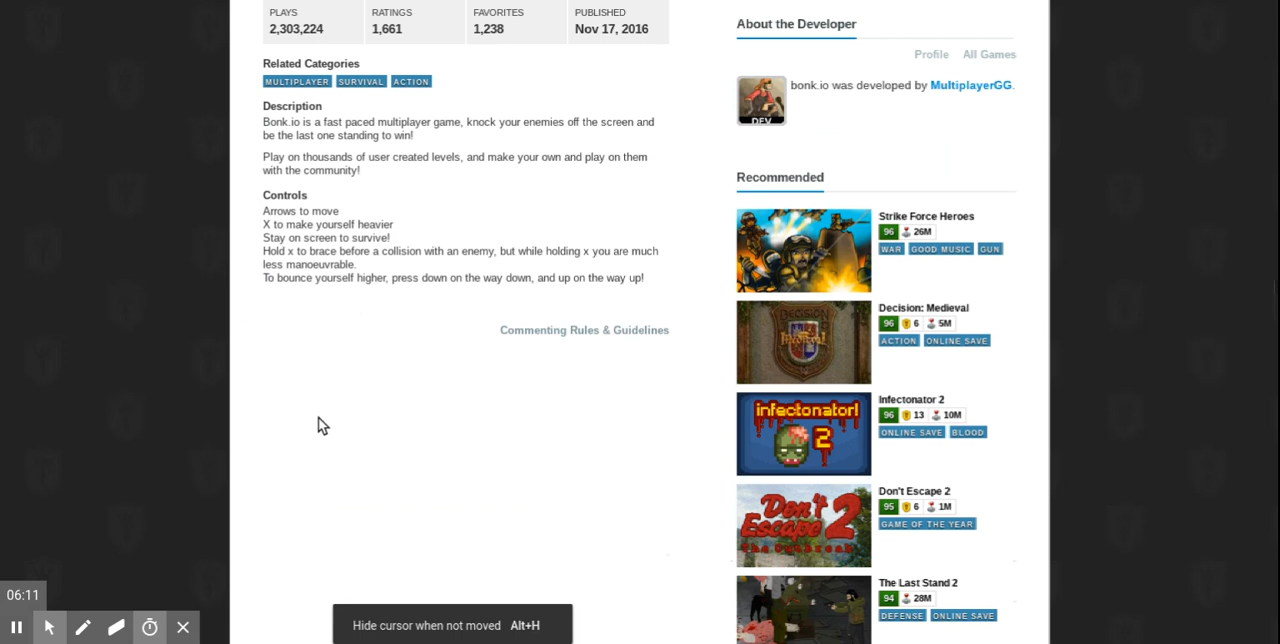 PLAYS RATINGS FAVORITES PUBLISHED
2,303,224 1,661 1,238 Nov 17, 2016
Related Categories
MULTIPLAYER SURVIVAL ACTION
Description
Bonk.io is a fast paced multiplayer game, knock your enemies off the screen and
be the last one standing to win!
Play on thousands of user created levels, and make your own and play on them
with the community!
Controls
Arrows to move
X to make yourself heavier
Stay on screen to survive!
Hold x to brace before a collision with an enemy, but while holding x you are much
less manoeuvrable.
To bounce yourself higher, press down on the way down, and up on the way up!
Commenting Rules & Guidelines
About the Developer
Profile All Games
DEV
bonk.io was developed by MultiplayerGG.
Recommended
Strike Force Heroes
96 26M
WAR GOOD MUSIC GUN
DECISION
Medieval
Decision: Medieval
96 6 5M
ACTION ONLINE SAVE
infectonator!
2
Infectonator 2
96 13 10M
ONLINE SAVE BLOOD
Don't
Escape 2
The Outbreak
Don't Escape 2
95 6 1M
GAME OF THE YEAR
The Last Stand 2
94 28M
DEFENSE ONLINE SAVE
06:11
Hide cursor when not moved Alt+H